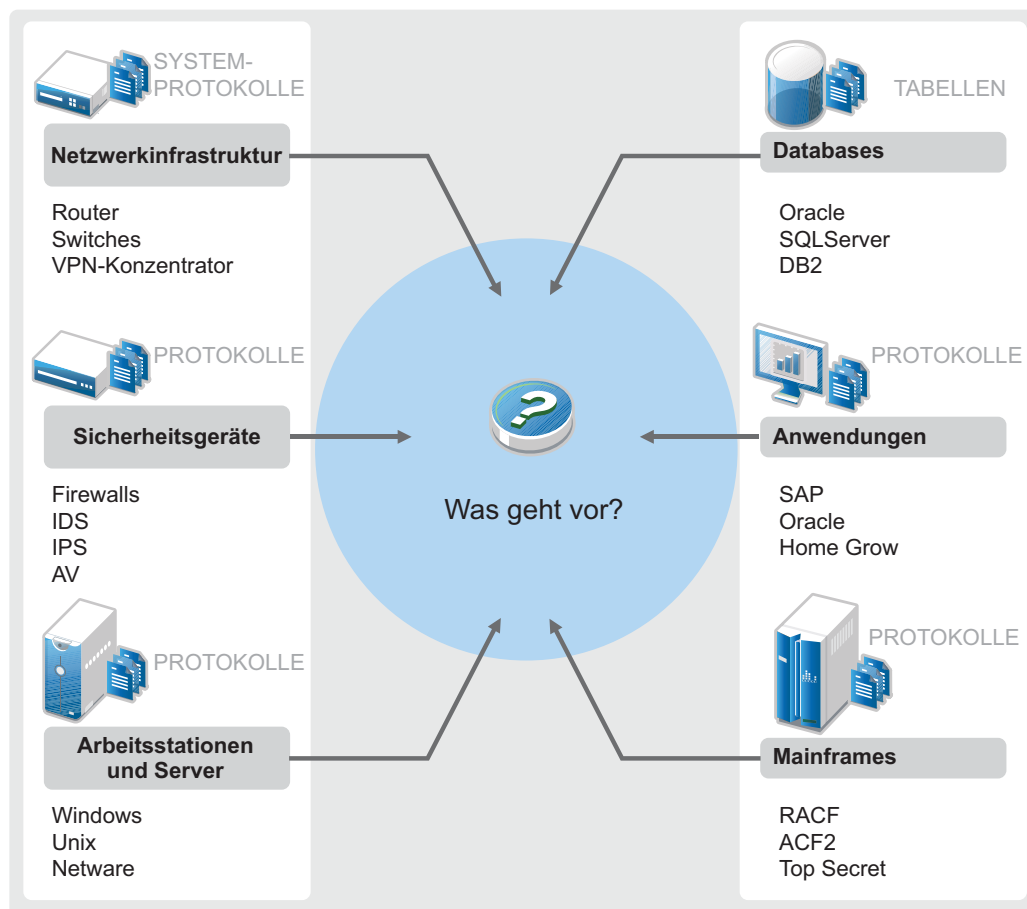 SYSTEM-
PROTOKOLLE
Netzwerkinfrastruktur
Router
Switches
VPN-Konzentrator
PROTOKOLLE
Sicherheitsgeräte
Firewalls
IDS
IPS
AV
PROTOKOLLE
Arbeitsstationen
und Server
Windows
Unix
Netware
?
Was geht vor?
TABELLEN
Databases
Oracle
SQLServer
DB2
PROTOKOLLE
Anwendungen
SAP
Oracle
Home Grow
PROTOKOLLE
Mainframes
RACF
ACF2
Top Secret